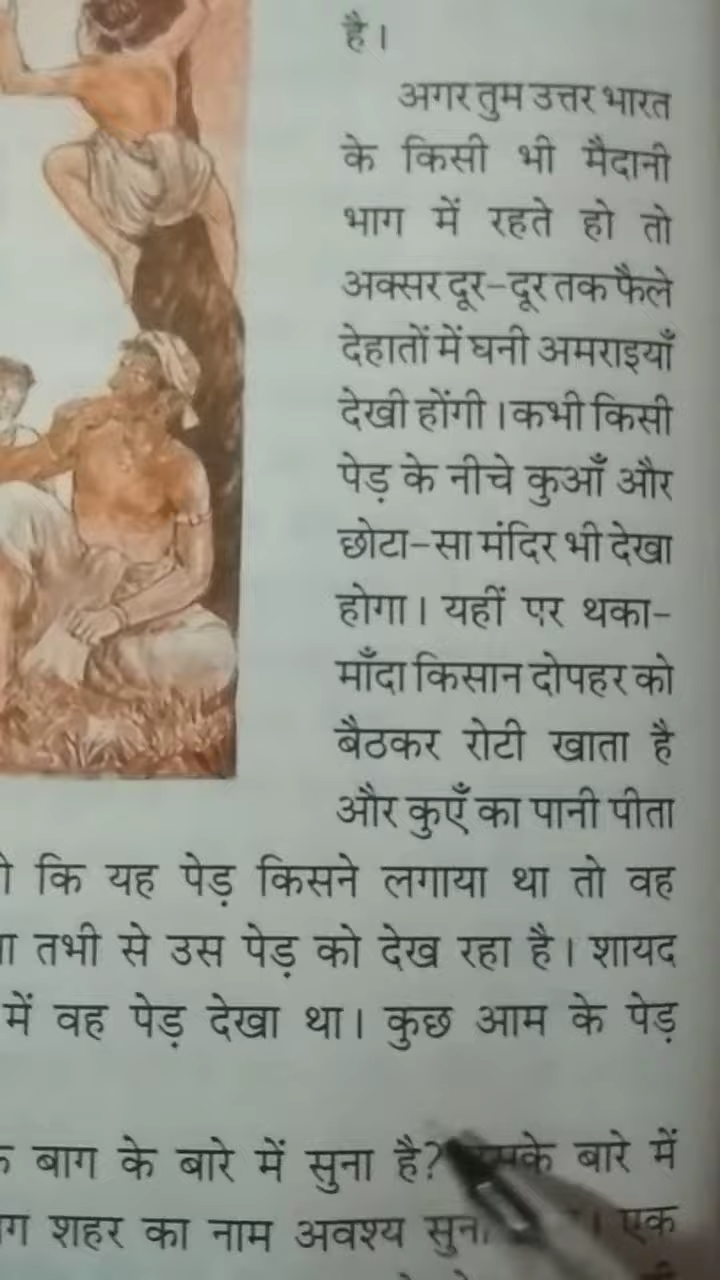 है।
अगर तुम उत्तर भारत
के किसी भी मैदानी
भाग में रहते हो तो
अक्सर दूर-दूर तक फैले
देहातों में घनी अमराइयाँ
देखी होंगी। कभी किसी
पेड़ के नीचे कुआँ और
छोटा-सा मंदिर भी देखा
होगा। यहीं पर थका-
माँदा किसान दोपहर को
बैठकर रोटी खाता है
और कुएँ का पानी पीता
कि यह पेड़ किसने लगाया था तो वह
तभी से उस पेड़ को देख रहा है। शायद
में वह पेड़ देखा था। कुछ आम के पेड़
बाग के बारे में सुना है? के बारे में
शहर का नाम अवश्य एक